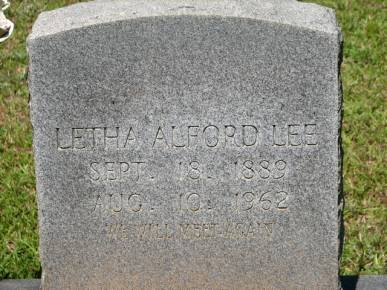 LETHA ALFORD LEE
SEPT. 18. 1889
AUG. 10. 1962
WE WILL MEET AGAIN